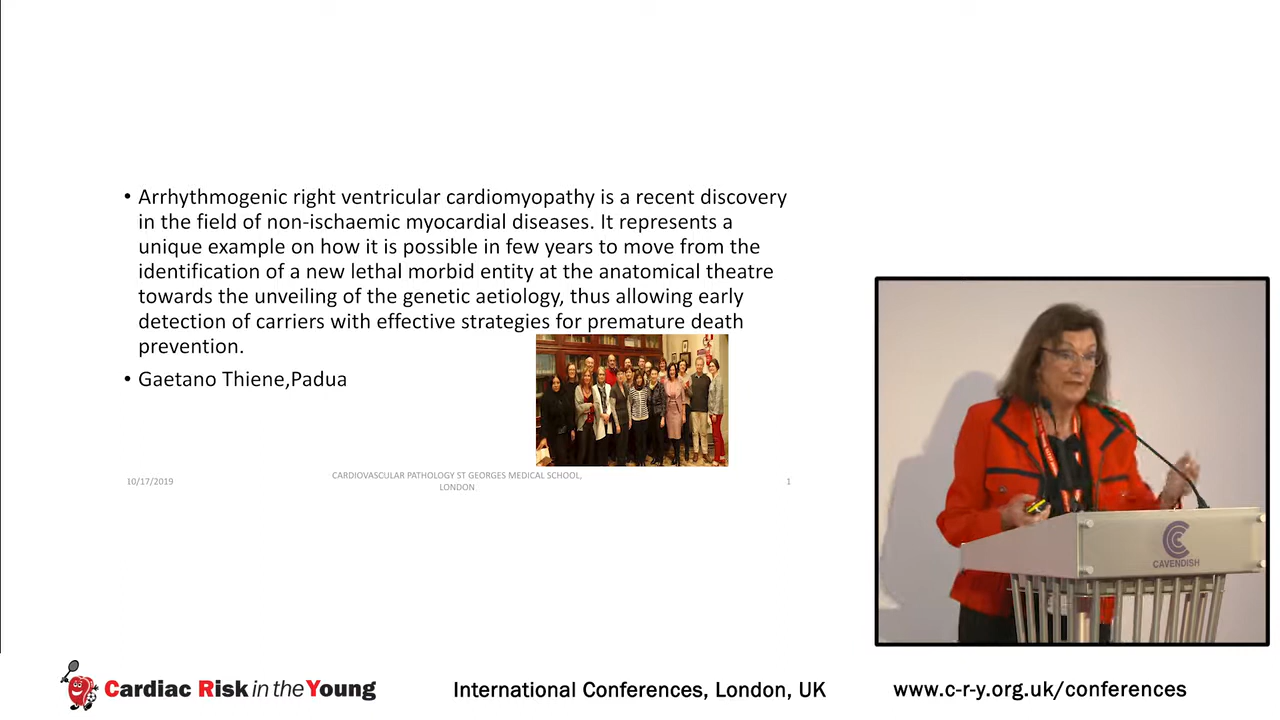 • Arrhythmogenic right ventricular cardiomyopathy is a recent discovery
in the field of non-ischaemic myocardial diseases. It represents a
unique example on how it is possible in few years to move from the
identification of a new lethal morbid entity at the anatomical theatre
towards the unveiling of the genetic aetiology, thus allowing early
detection of carriers with effective strategies for premature death
prevention.
• Gaetano Thiene,Padua
10/17/2019
CARDIOVASCULAR PATHOLOGY ST GEORGES MEDICAL SCHOOL,
LONDON
1
CAVENDISH
Cardiac Risk in the Young
International Conferences, London, UK
www.c-r-y.org.uk/conferences